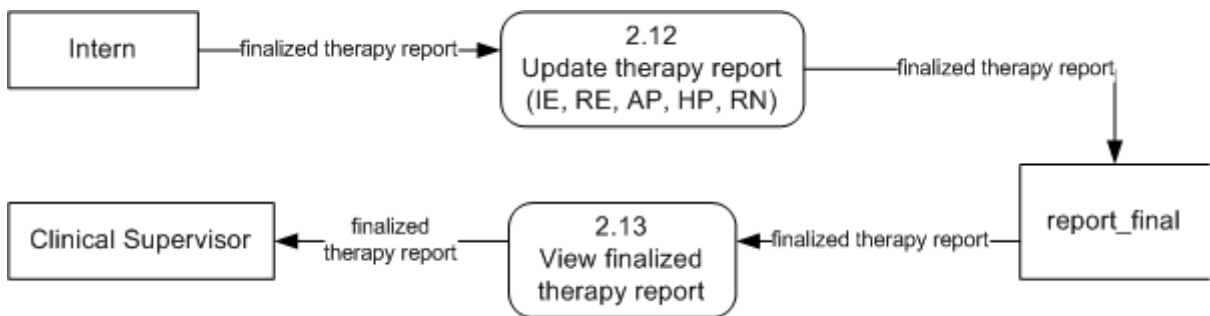 Intern
finalized therapy report
2.12
Update therapy report
(IE, RE, AP, HP, RN)
finalized therapy report
report_final
finalized therapy report
2.13
View finalized
therapy report
finalized
therapy report
Clinical Supervisor